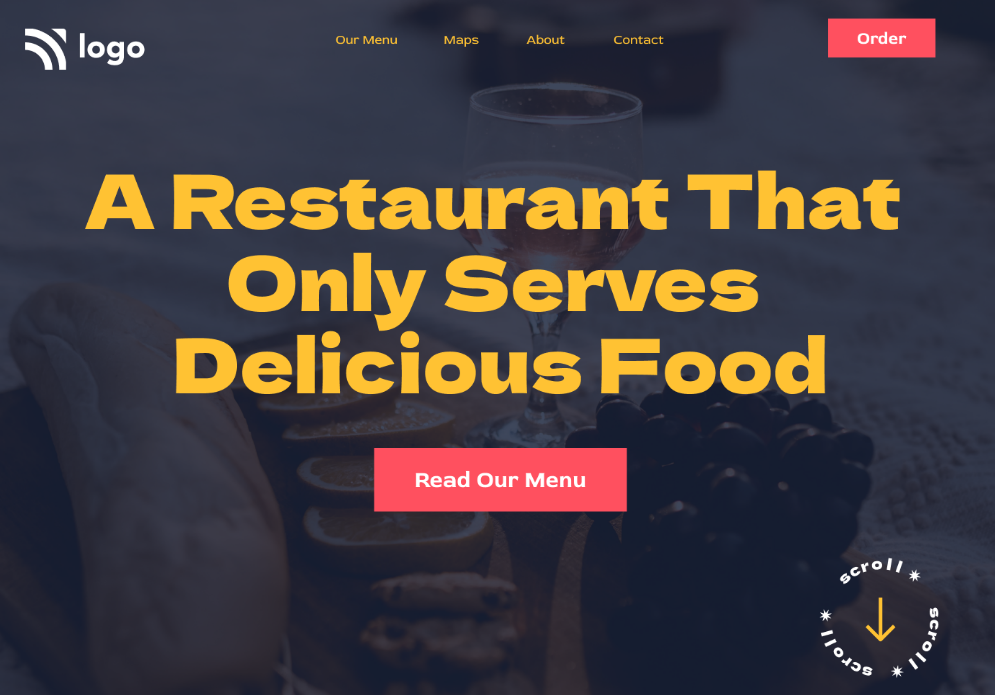 logo
Our Menu Maps About Contact
Order
A Restaurant That
Only Serves
Delicious Food
Read Our Menu
scroll
scroll
scroll